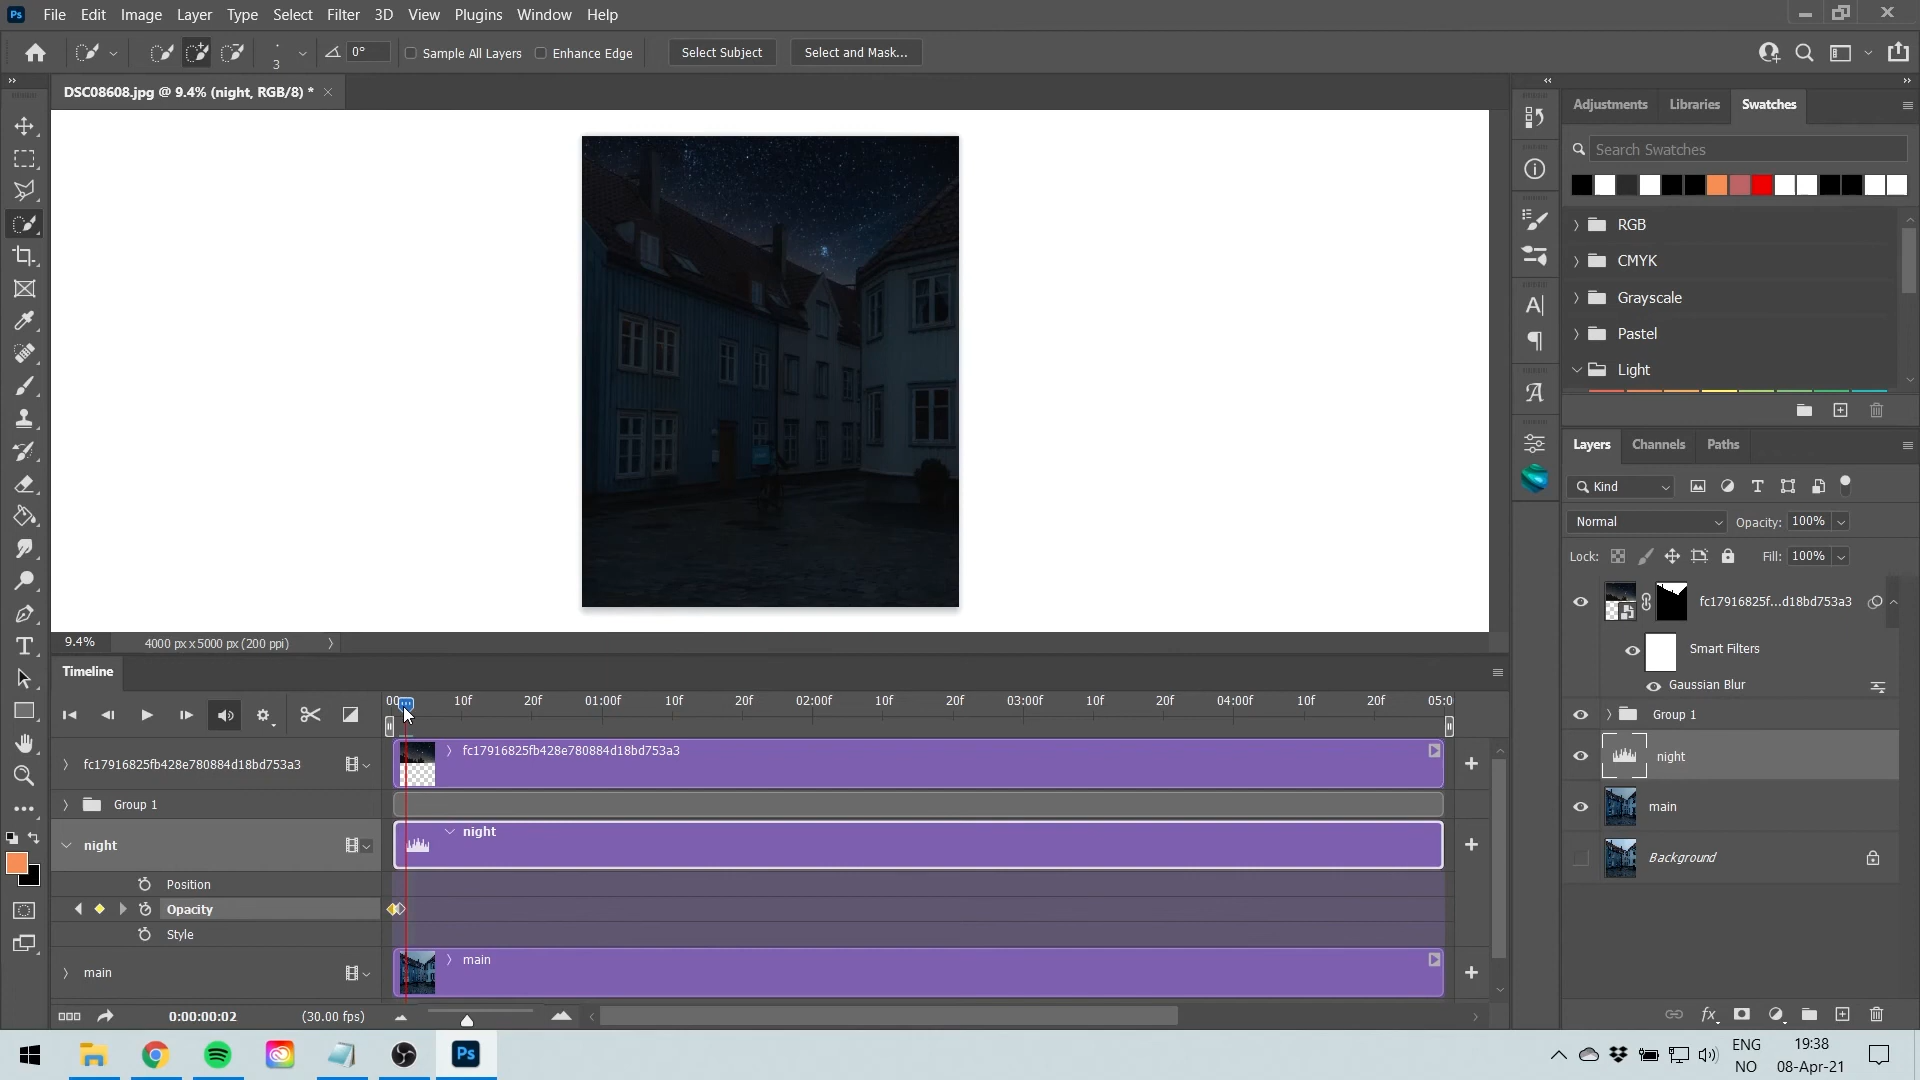 Ps File Edit Image Layer Type Select Filter 3D View Plugins Window Help
3 0° Sample All Layers Enhance Edge Select Subject Select and Mask...
DSC08608.jpg @ 9.4% (night, RGB/8) * ×
Adjustments Libraries Swatches
Search Swatches
RGB
CMYK
Grayscale
Pastel
Light
Layers Channels Paths
Kind
Normal Opacity: 100%
Lock: Fill: 100%
fc17916825f...d18bd753a3
Smart Filters
Gaussian Blur
Group 1
night
main
Background
9.4% 4000 px x 5000 px (200 ppi)
Timeline
00 10f 20f 01:00f 10f 20f 02:00f 10f 20f 03:00f 10f 20f 04:00f 10f 20f 05:0
fc17916825fb428e780884d18bd753a3
fc17916825fb428e780884d18bd753a3
Group 1
night
night
Position
Opacity
Style
main
main
0:00:00:02 (30.00 fps)
fx
Ps
ENG
NO
19:38
08-Apr-21